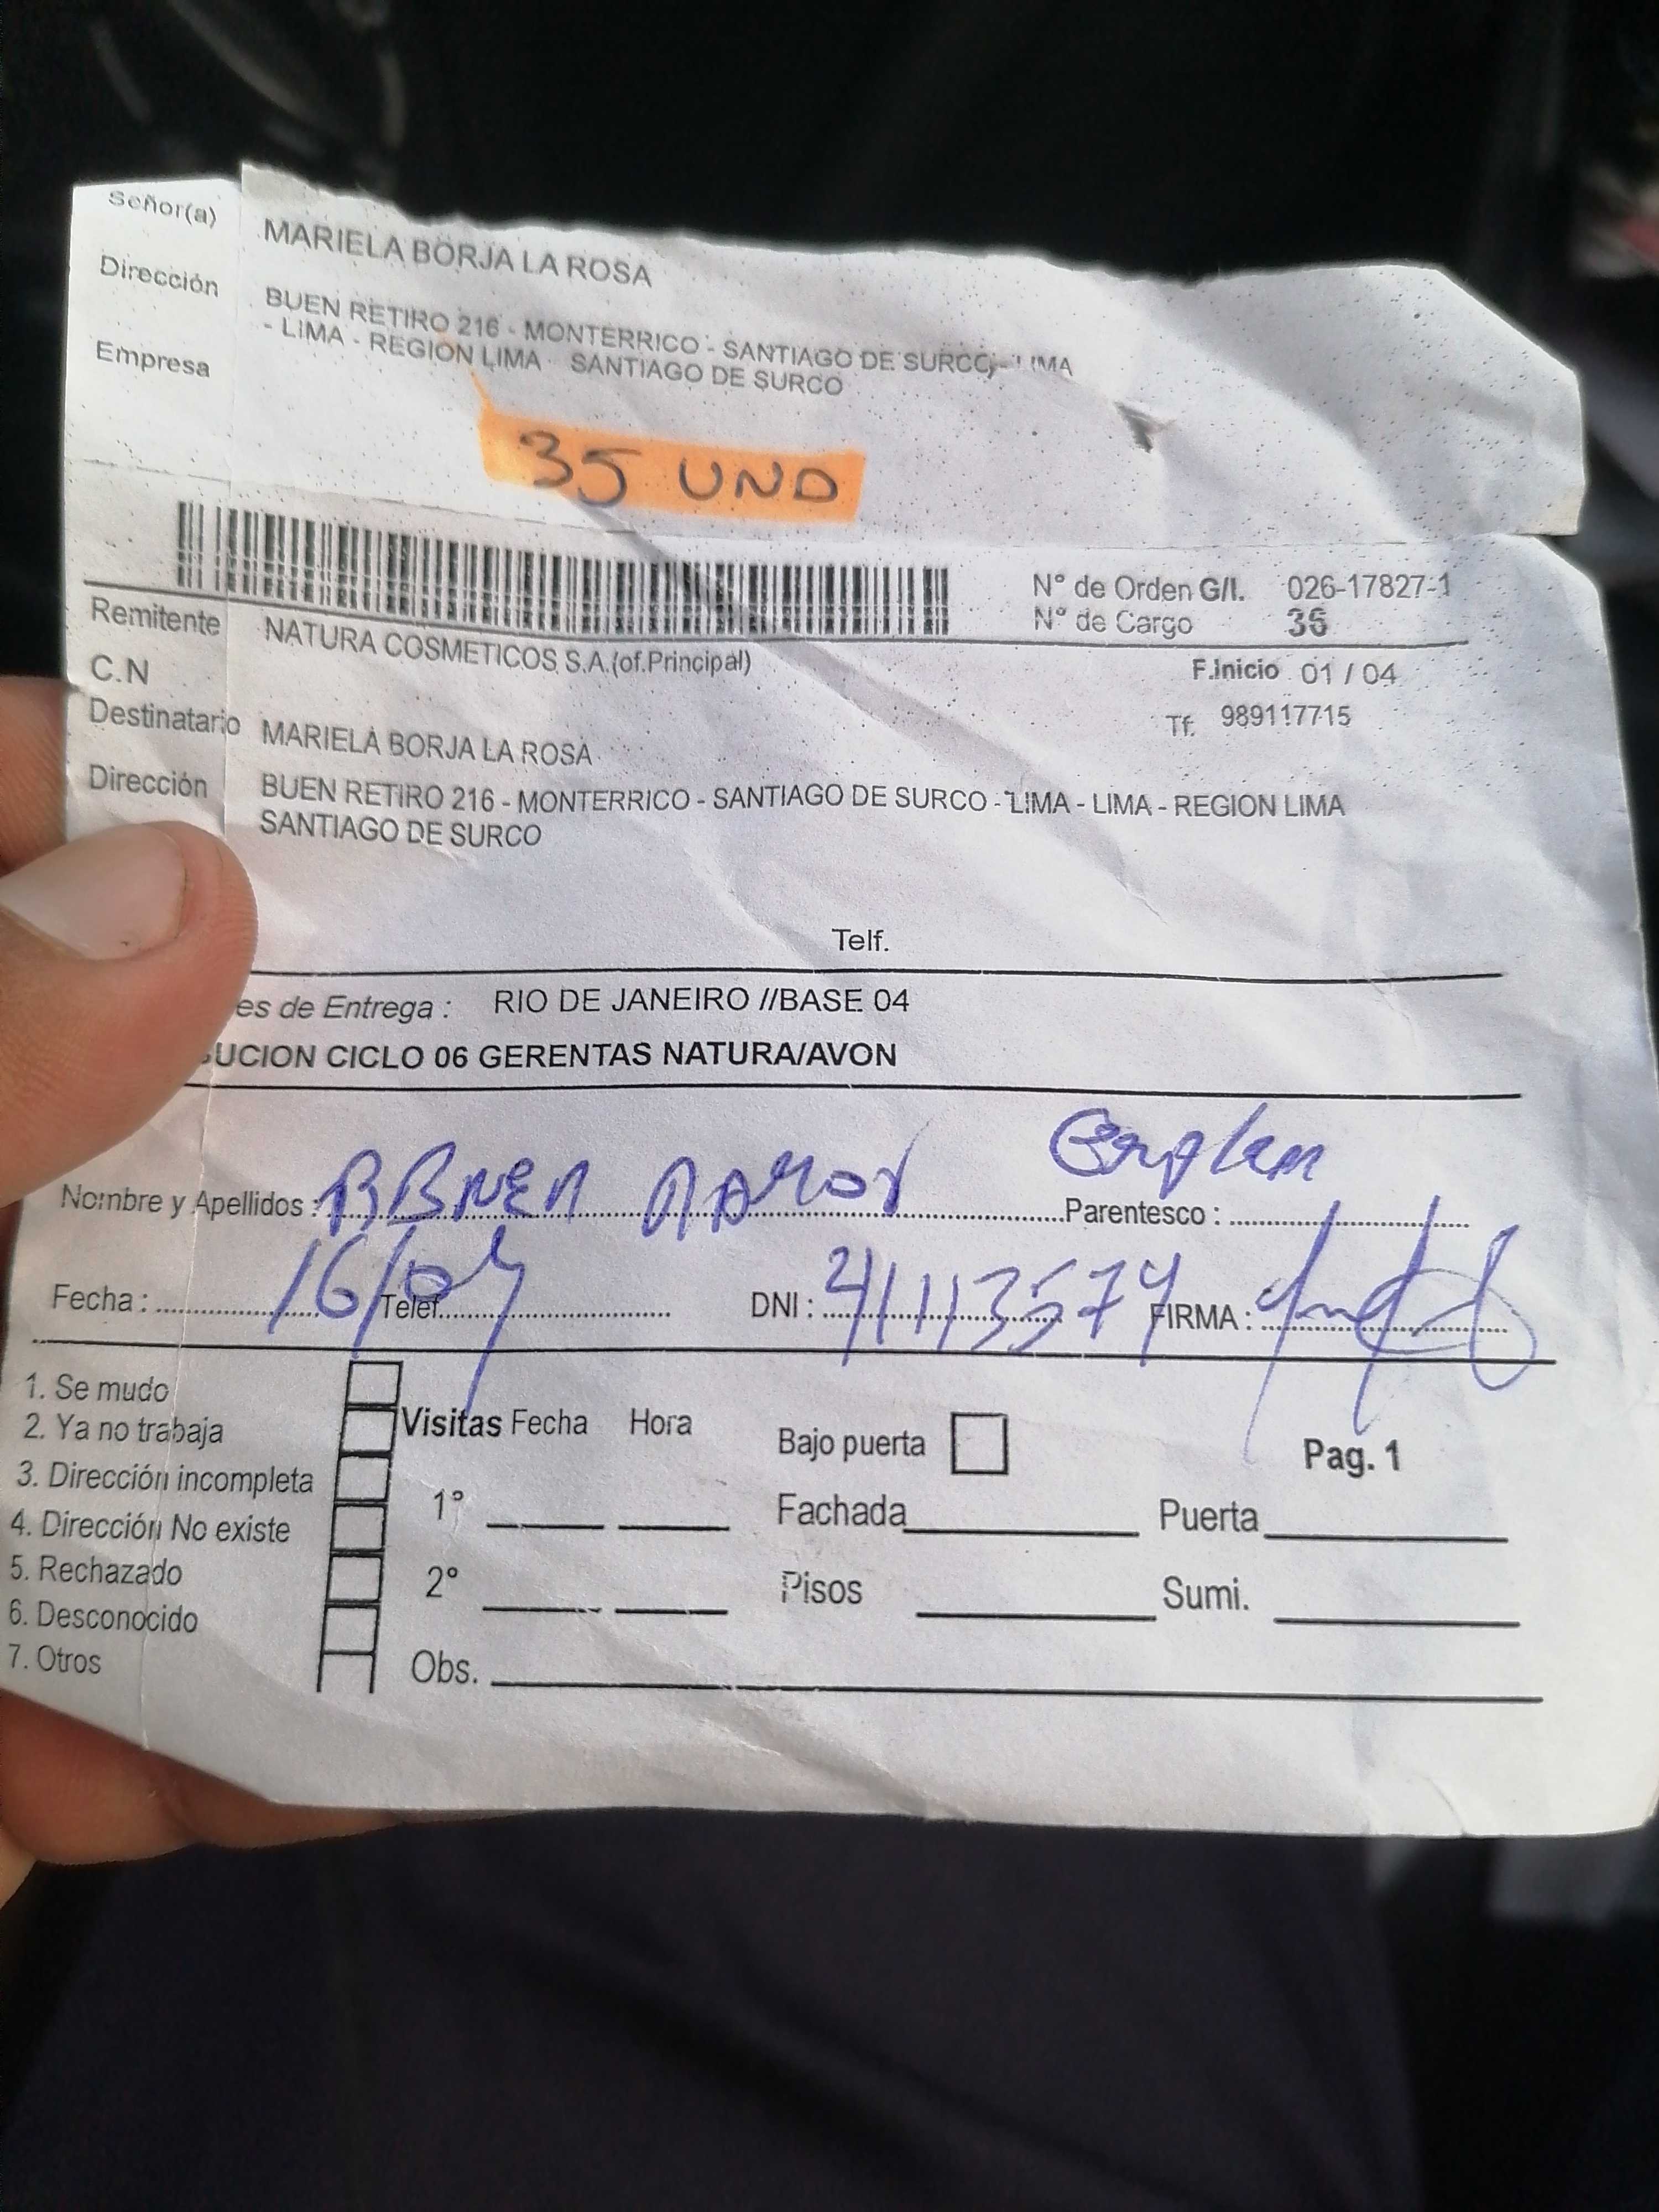 Señor(a) MARIELA BORJA LA ROSA
Dirección BUEN RETIRO 216 - MONTERRICO - SANTIAGO DE SURCO - LIMA
- LIMA - REGION LIMA SANTIAGO DE SURCO
Empresa
35 UND
N° de Orden G/I. 026-17827-1
N° de Cargo 36
Remitente NATURA COSMETICOS S.A.(of.Principal)
C.N F.Inicio 01 / 04
Destinatario MARIELA BORJA LA ROSA Tf. 989117715
Dirección BUEN RETIRO 216 - MONTERRICO - SANTIAGO DE SURCO - LIMA - LIMA - REGION LIMA
SANTIAGO DE SURCO
Telf.
es de Entrega : RIO DE JANEIRO //BASE 04
UCION CICLO 06 GERENTAS NATURA/AVON
Nombre y Apellidos : Parentesco :
Fecha : 16/04 Telef. DNI : 41113574 FIRMA :
1. Se mudo
2. Ya no trabaja
3. Dirección incompleta
4. Dirección No existe
5. Rechazado
6. Desconocido
7. Otros
Visitas Fecha Hora
1°
2°
Obs.
Bajo puerta Pag. 1
Fachada Puerta
Pisos Sumi.